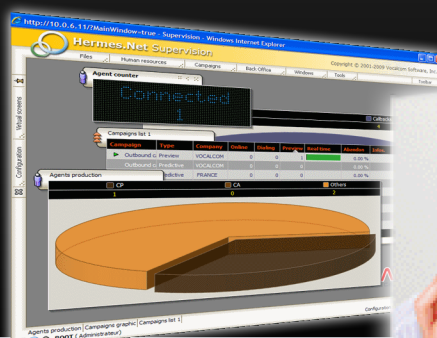 http://10.0.6.11/?MainWindow=true - Supervision - Windows Internet Explorer
Hermes.Net Supervision
Files Human resources Campaigns Back Office Windows Tools
Copyright © 2001-2009 Vocalcom Software, Inc.
Toolbar
Virtual screens
Configuration
Agent counter
Connected
1
Campaigns list 1
Campaign Type Company Online Dialing Preview Real time Abandon
Outbound c Preview VOCALCOM 0 0 1 0.00 %
Outbound c Predictive VOCALCOM 0 0 0 0.00 %
Predictive FRANCE 0 0 0.00 %
Agents production
CP CA Others
1 0 2
Agents production Campaigns graphic Campaigns list 1
ROOT ( Administrateur)